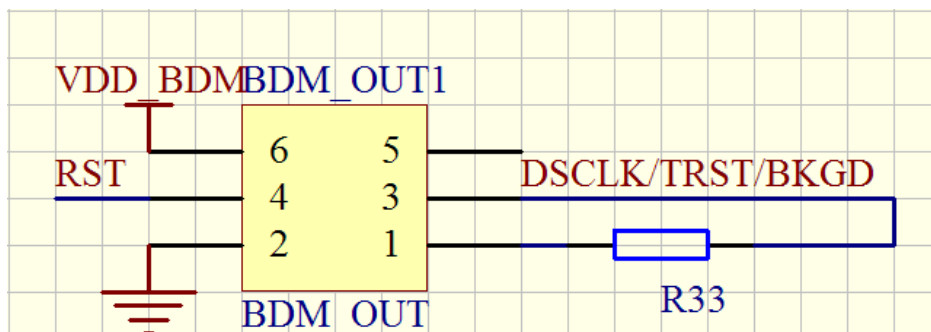 VDD_BDM BDM_OUT1
6 5
RST DSCLK/TRST/BKGD
4 3
2 1
R33
BDM_OUT